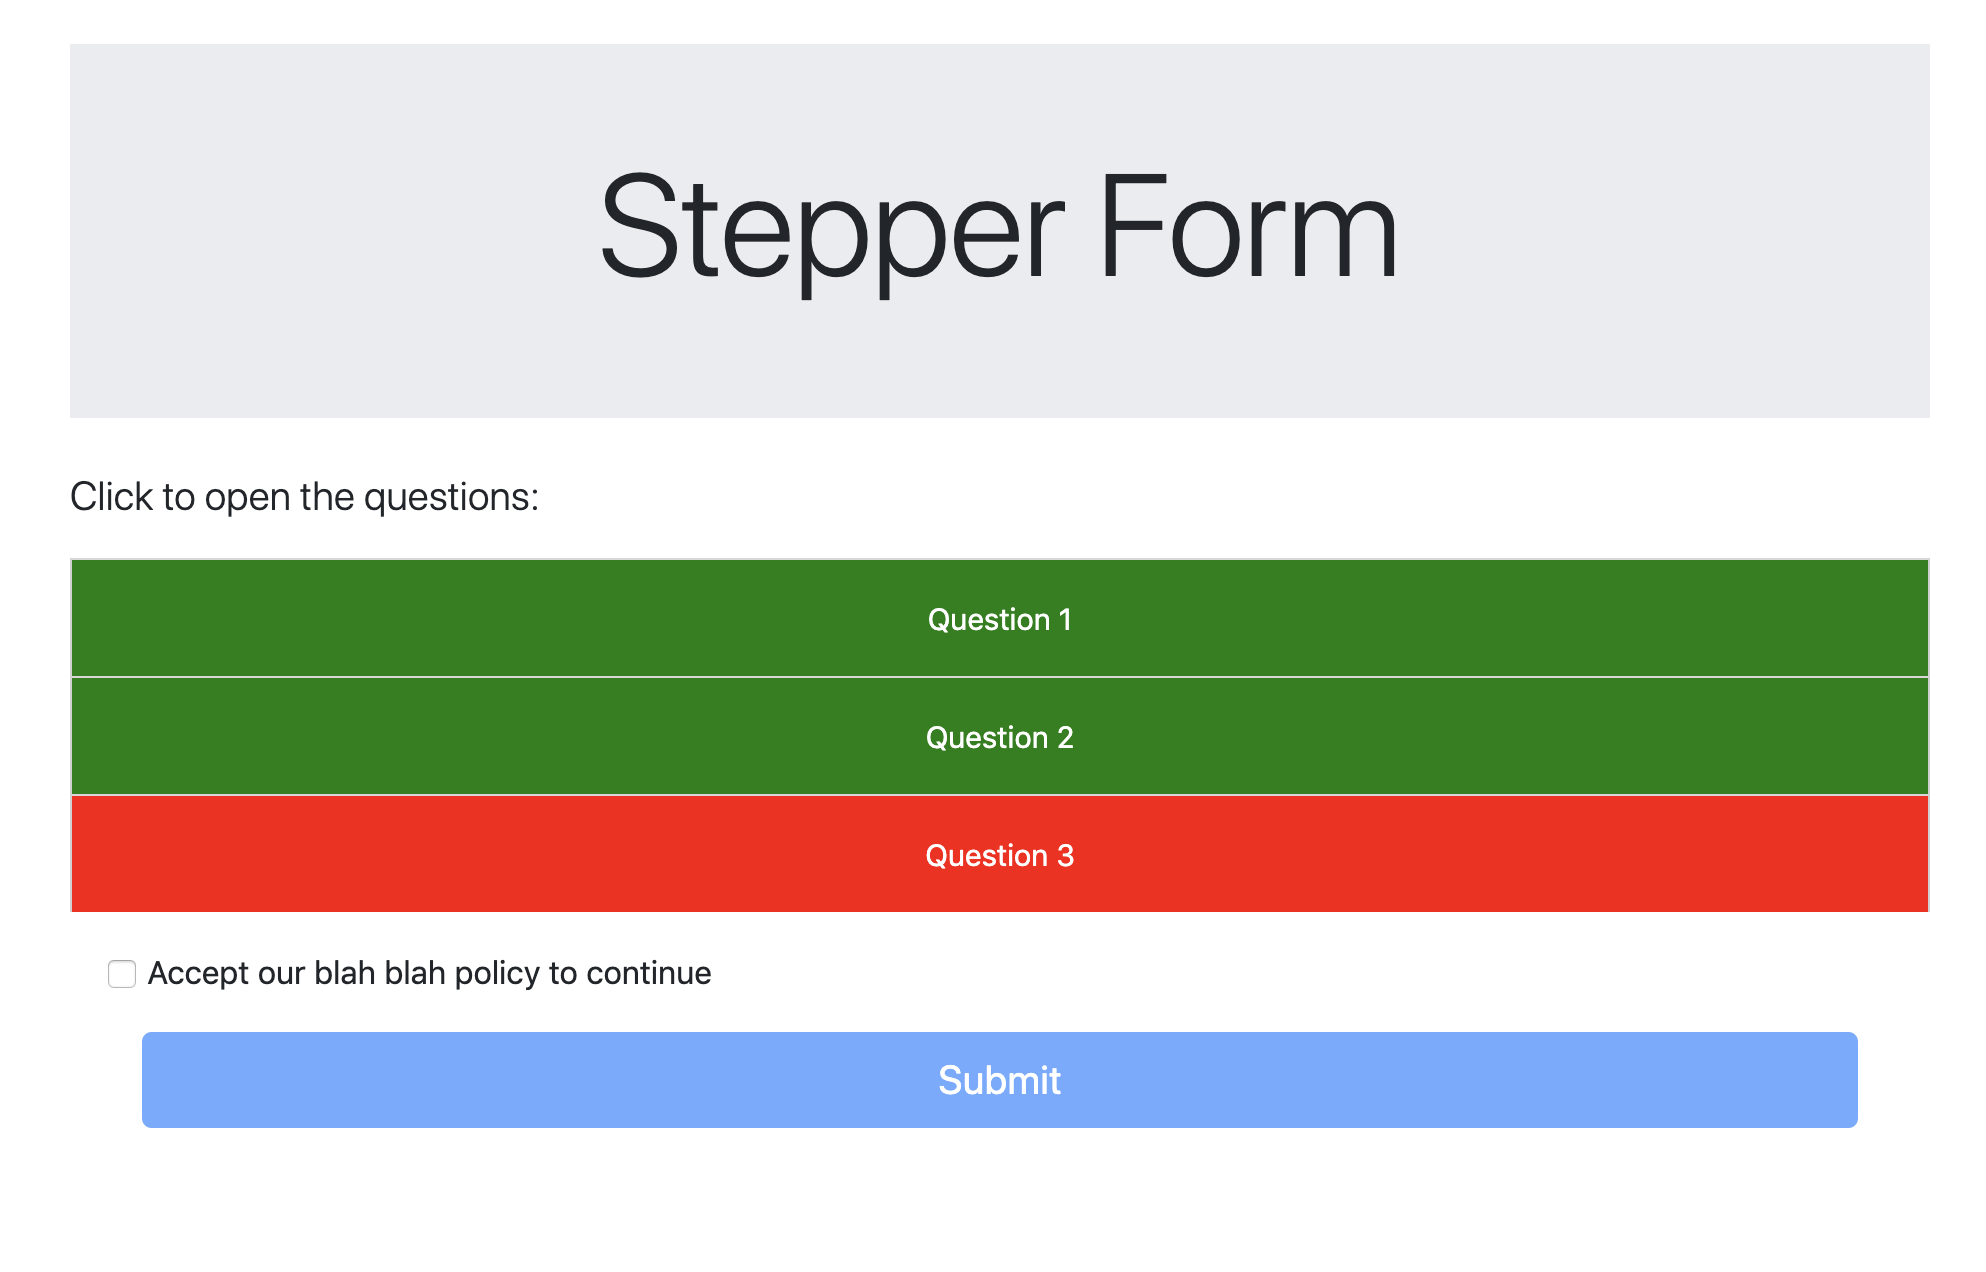 Stepper Form
Click to open the questions:
Question 1
Question 2
Question 3
Accept our blah blah policy to continue
Submit